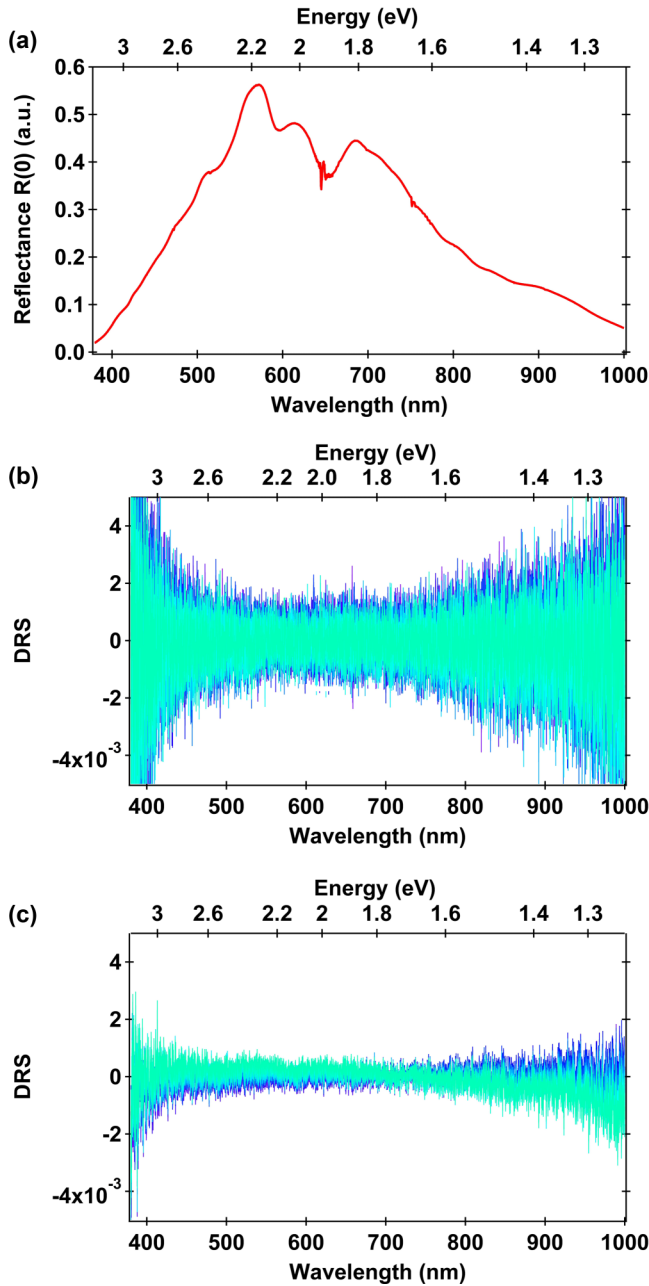 Energy (eV)
(a)
3 2.6 2.2 2 1.8 1.6 1.4 1.3
0.6
0.5
0.4
0.3
0.2
0.1
0.0
Reflectance R(0) (a.u.)
400 500 600 700 800 900 1000
Wavelength (nm)
Energy (eV)
(b)
3 2.6 2.2 2.0 1.8 1.6 1.4 1.3
4
2
0
-2
-4x10-3
DRS
400 500 600 700 800 900 1000
Wavelength (nm)
Energy (eV)
(c)
3 2.6 2.2 2 1.8 1.6 1.4 1.3
4
2
0
-2
-4x10-3
DRS
400 500 600 700 800 900 1000
Wavelength (nm)